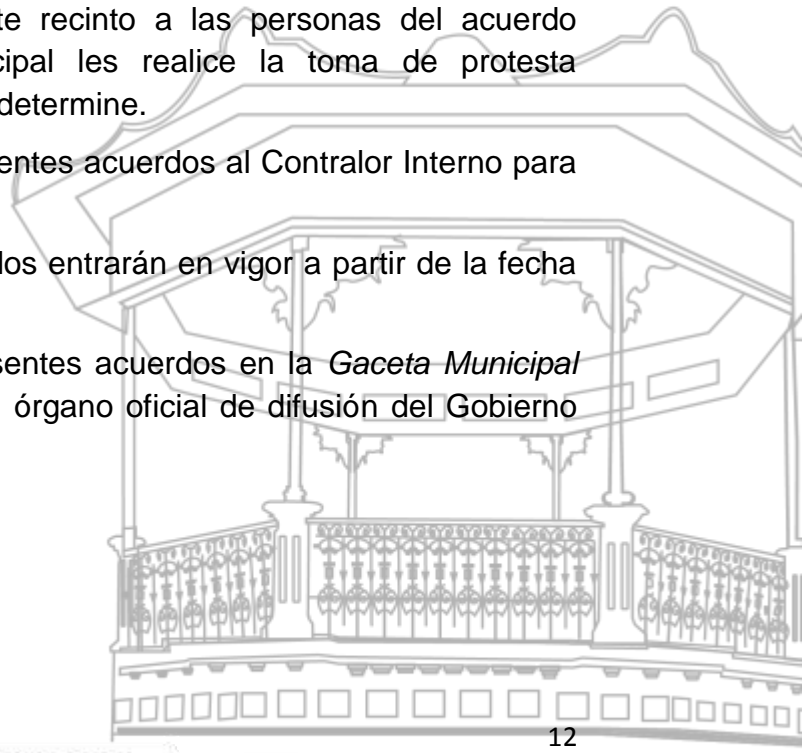 te recinto a las personas del acuerdo
cipal les realice la toma de protesta
determine.
entes acuerdos al Contralor Interno para
los entrarán en vigor a partir de la fecha
sentes acuerdos en la Gaceta Municipal
órgano oficial de difusión del Gobierno
12